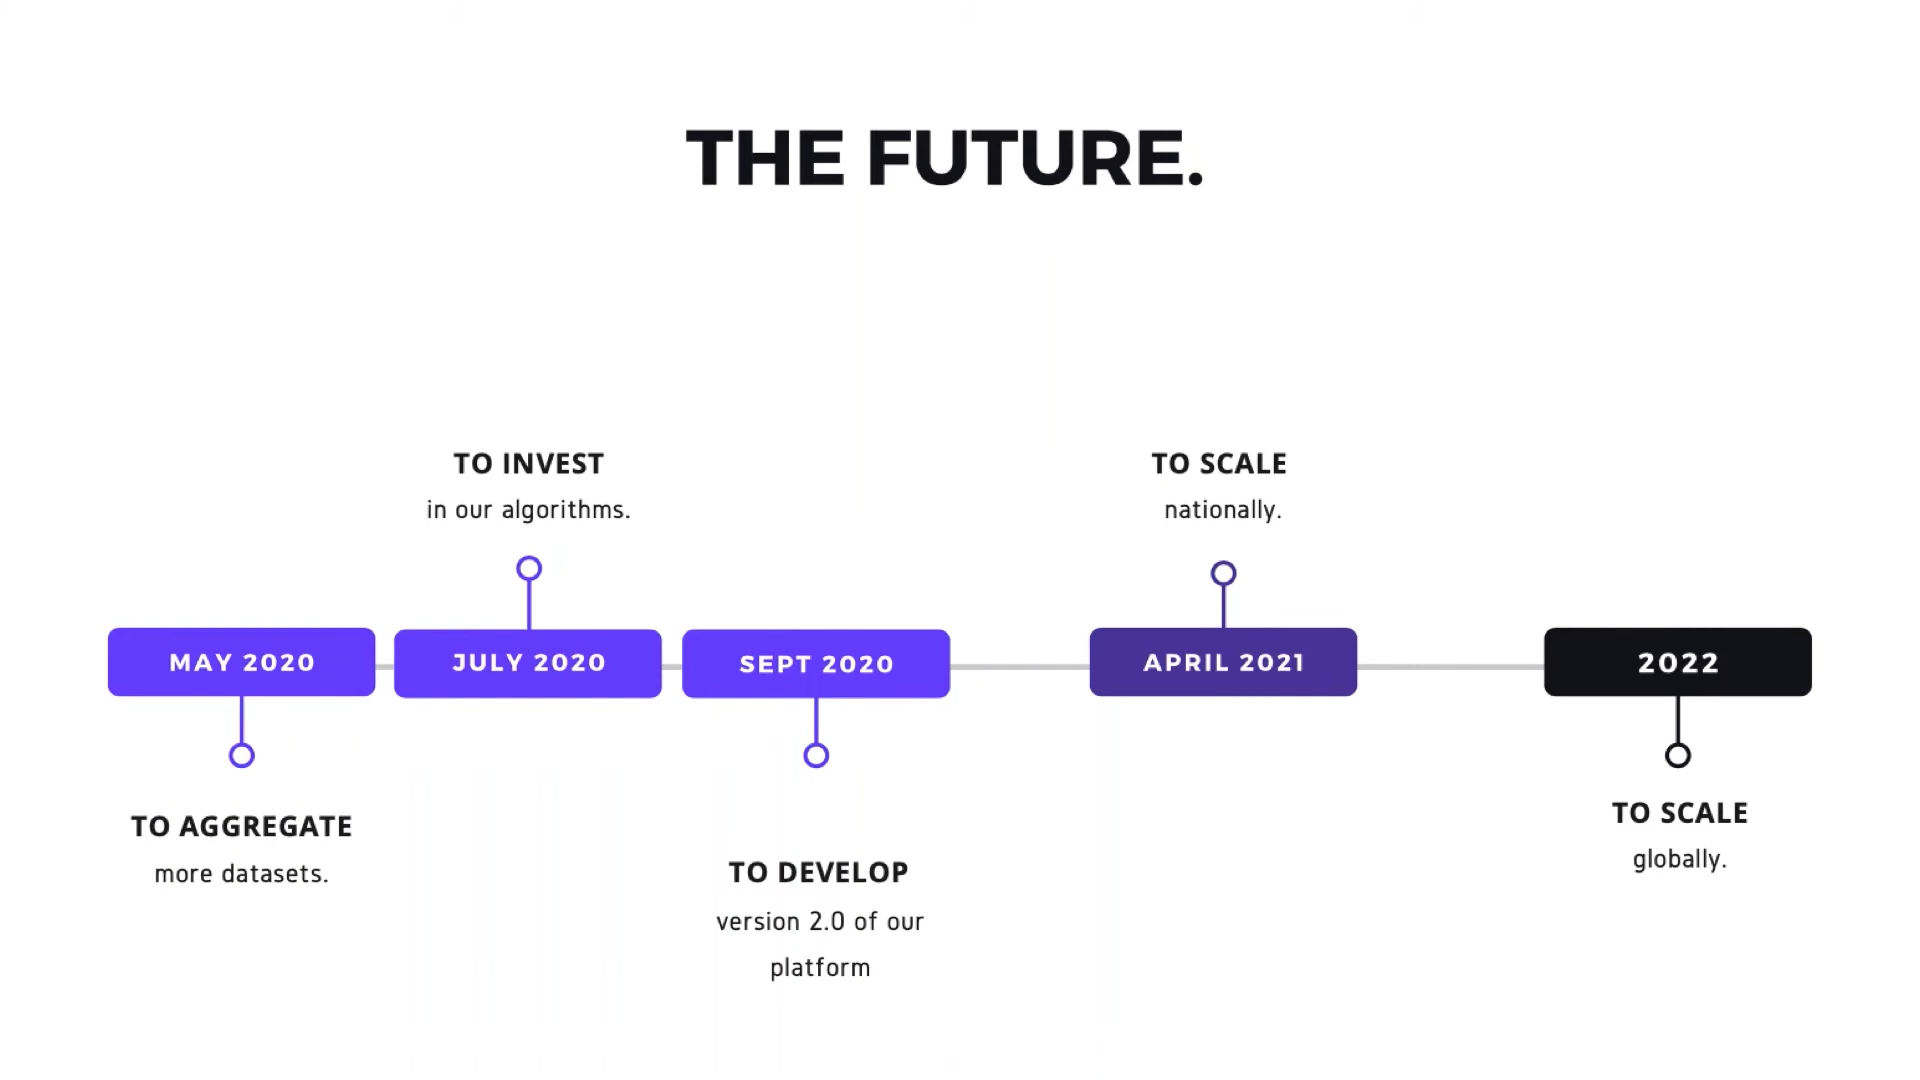 THE FUTURE.
TO INVEST
in our algorithms.
TO SCALE
nationally.
MAY 2020
JULY 2020
SEPT 2020
APRIL 2021
2022
TO AGGREGATE
more datasets.
TO DEVELOP
version 2.0 of our
platform
TO SCALE
globally.